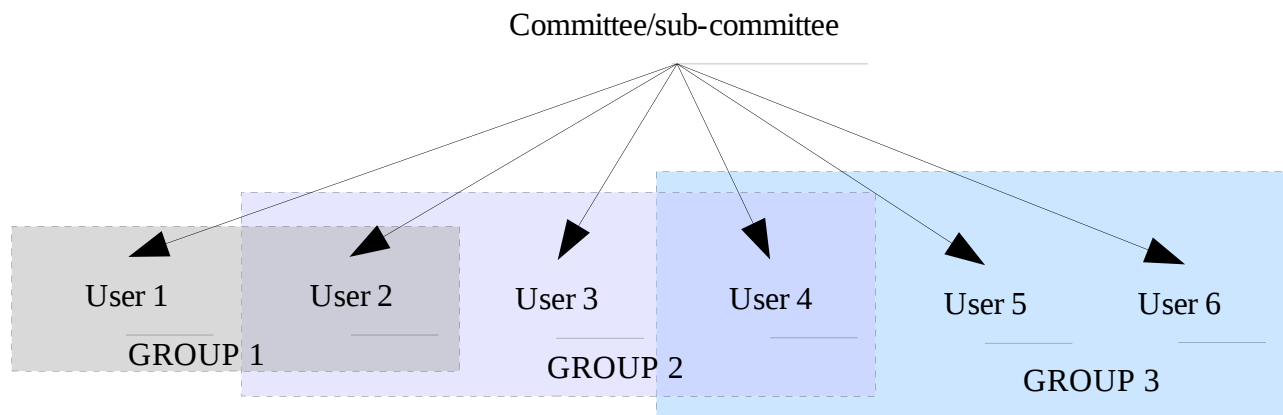 Committee/sub-committee
User 1
User 2
User 3
User 4
User 5
User 6
GROUP 1
GROUP 2
GROUP 3